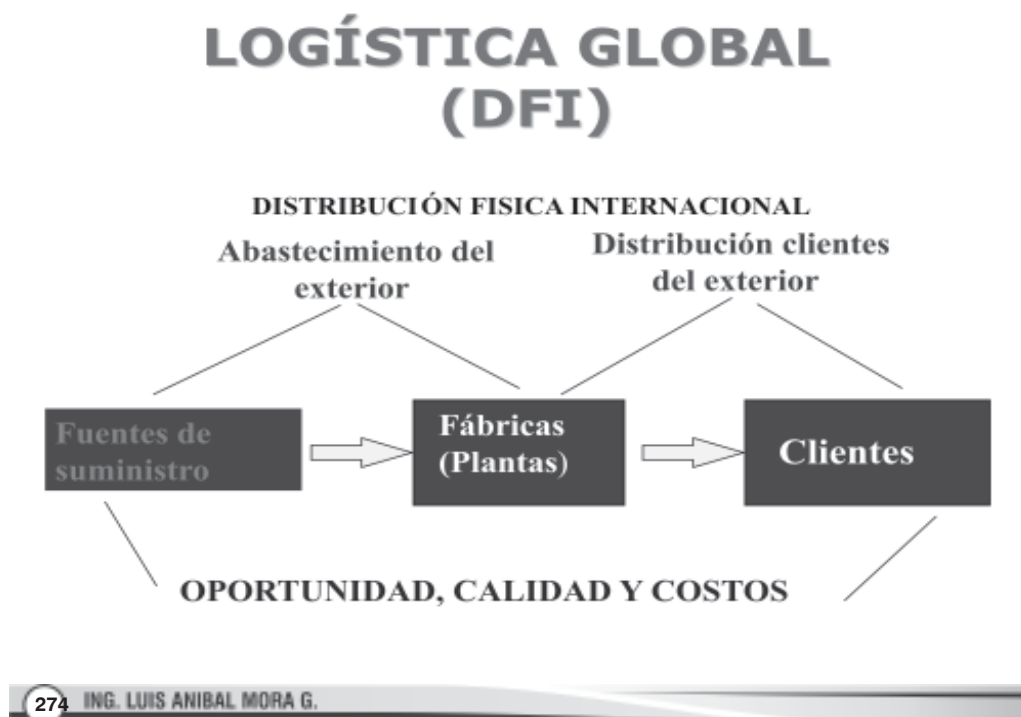 LOGÍSTICA GLOBAL
(DFI)
DISTRIBUCIÓN FISICA INTERNACIONAL
Abastecimiento del
exterior
Distribución clientes
del exterior
Fuentes de
suministro
Fábricas
(Plantas)
Clientes
OPORTUNIDAD, CALIDAD Y COSTOS
274 ING. LUIS ANIBAL MORA G.